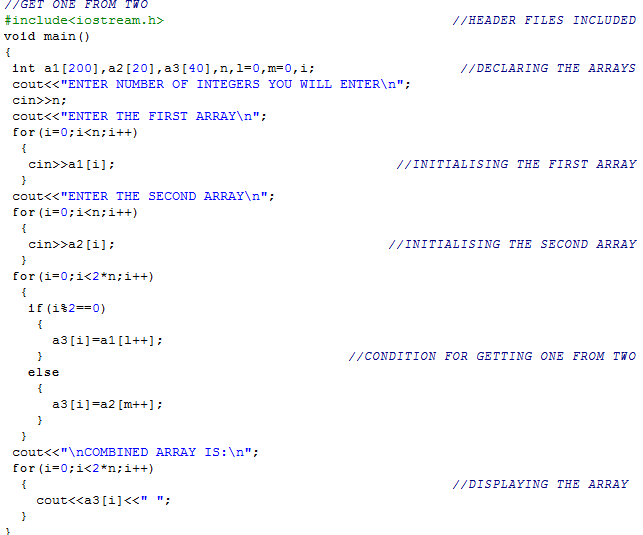 //GET ONE FROM TWO
#include<iostream.h> //HEADER FILES INCLUDED
void main()
{
int a1[200],a2[20],a3[40],n,l=0,m=0,i; //DECLARING THE ARRAYS
cout<<"ENTER NUMBER OF INTEGERS YOU WILL ENTER\n";
cin>>n;
cout<<"ENTER THE FIRST ARRAY\n";
for(i=0;i<n;i++)
{
cin>>a1[i]; //INITIALISING THE FIRST ARRAY
}
cout<<"ENTER THE SECOND ARRAY\n";
for(i=0;i<n;i++)
{
cin>>a2[i]; //INITIALISING THE SECOND ARRAY
}
for(i=0;i<2*n;i++)
{
if(i%2==0)
{
a3[i]=a1[l++];
} //CONDITION FOR GETTING ONE FROM TWO
else
{
a3[i]=a2[m++];
}
}
cout<<"\nCOMBINED ARRAY IS:\n";
for(i=0;i<2*n;i++)
{ //DISPLAYING THE ARRAY
cout<<a3[i]<<" ";
}
}